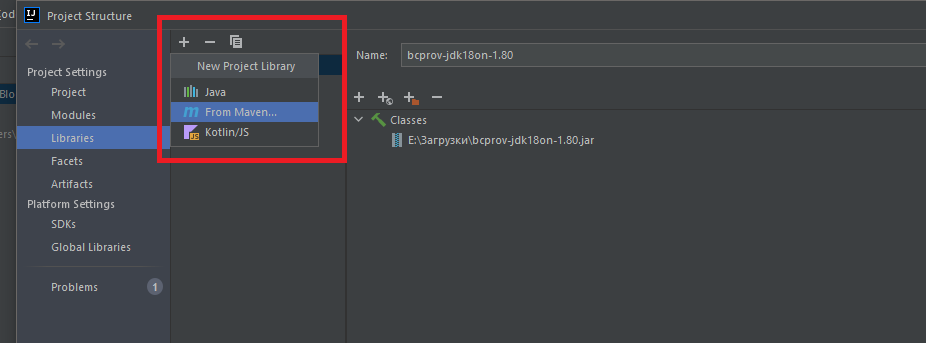 od
IJ
Project Structure
Project Settings
Project
Modules
Libraries
Facets
Artifacts
Platform Settings
SDKs
Global Libraries
Problems
1
New Project Library
Java
m
From Maven...
JS
Kotlin/JS
Name:
bcprov-jdk18on-1.80
Classes
E:\Загрузки\bcprov-jdk18on-1.80.jar
Blo
ers\